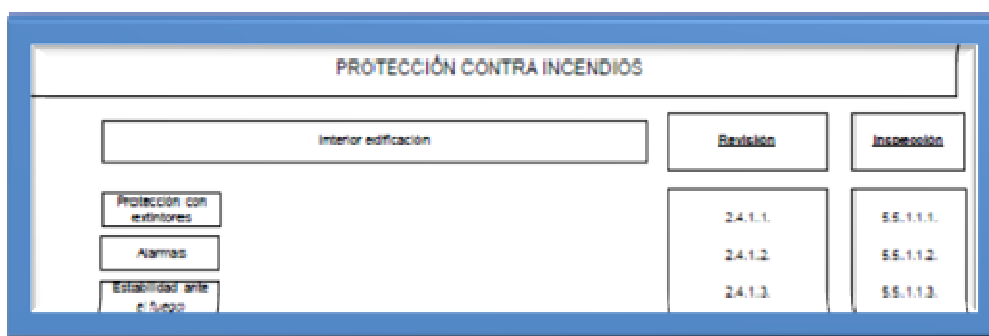 PROTECCIÓN CONTRA INCENDIOS
Interior edificación Revisión Inspección
Protección con
extintores 2.4.1.1. 5.5.1.1.1.
Alarmas 2.4.1.2. 5.5.1.1.2.
Estabilidad ante
el fuego 2.4.1.3. 5.5.1.1.3.